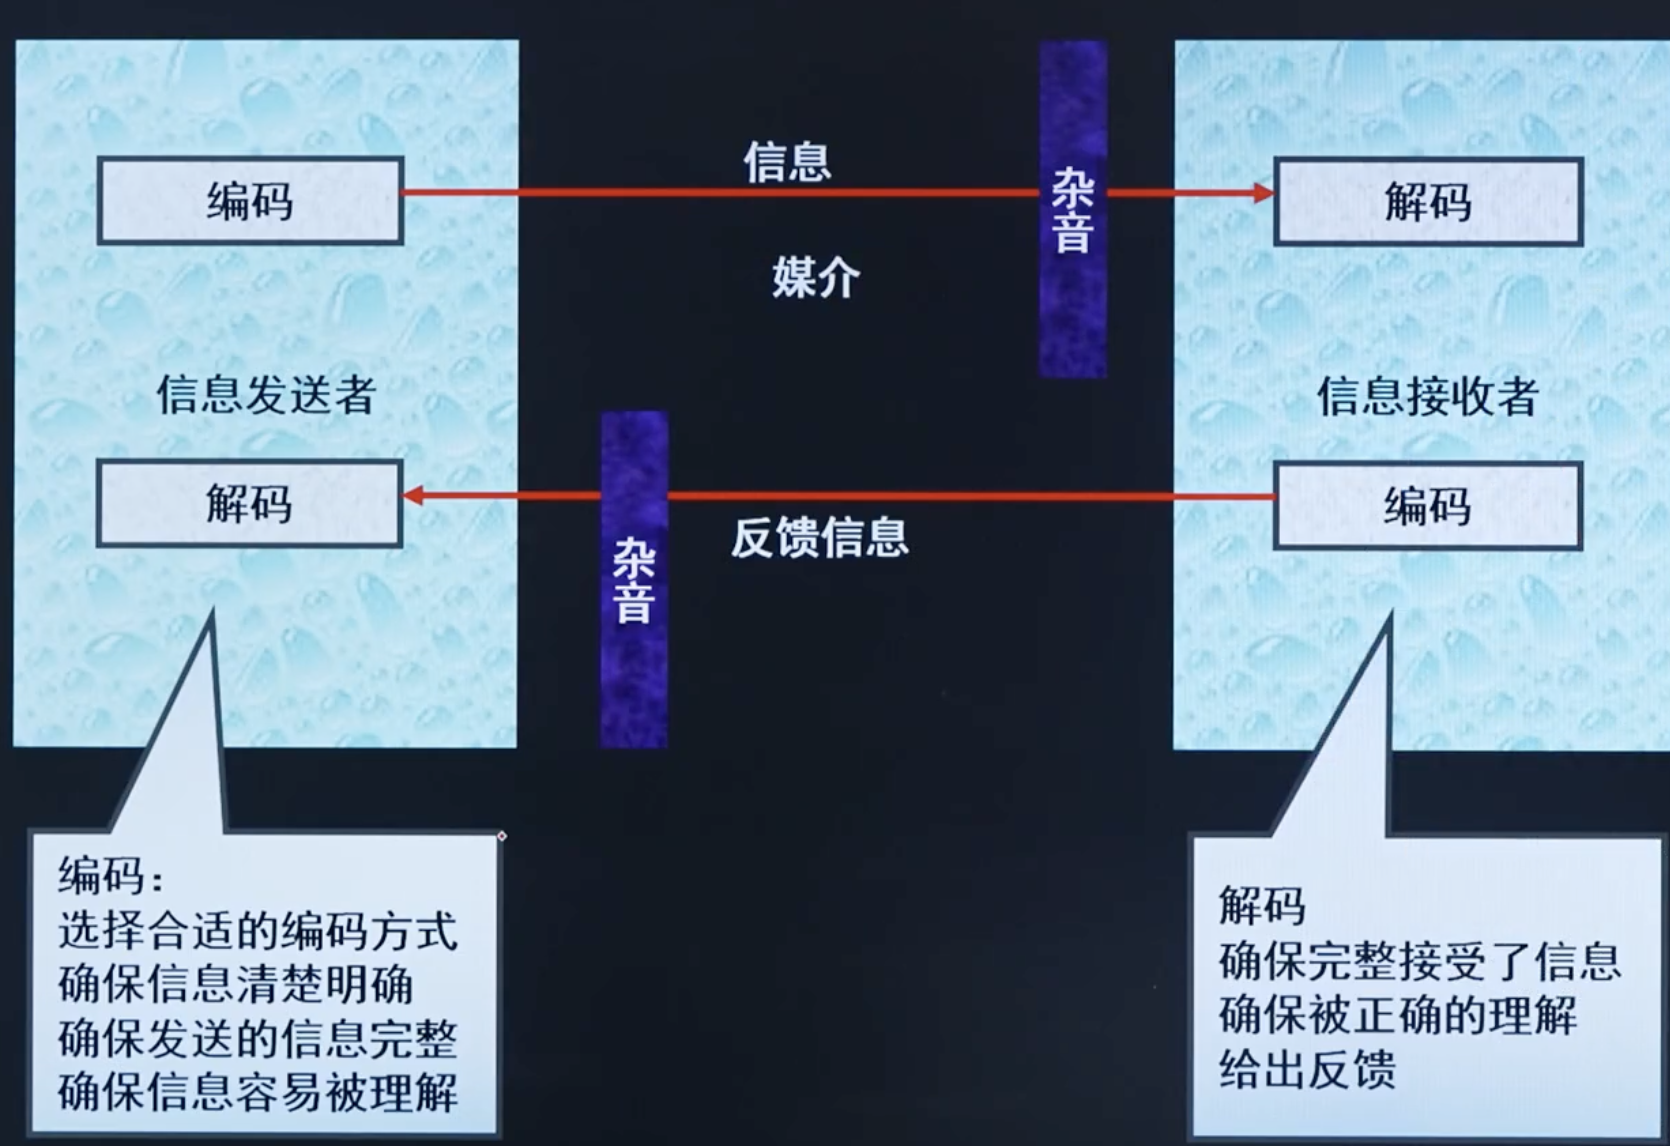 信息
编码
杂音
解码
媒介
信息发送者
信息接收者
解码
编码
反馈信息
杂音
编码：
选择合适的编码方式
确保信息清楚明确
确保发送的信息完整
确保信息容易被理解
解码
确保完整接受了信息
确保被正确的理解
给出反馈